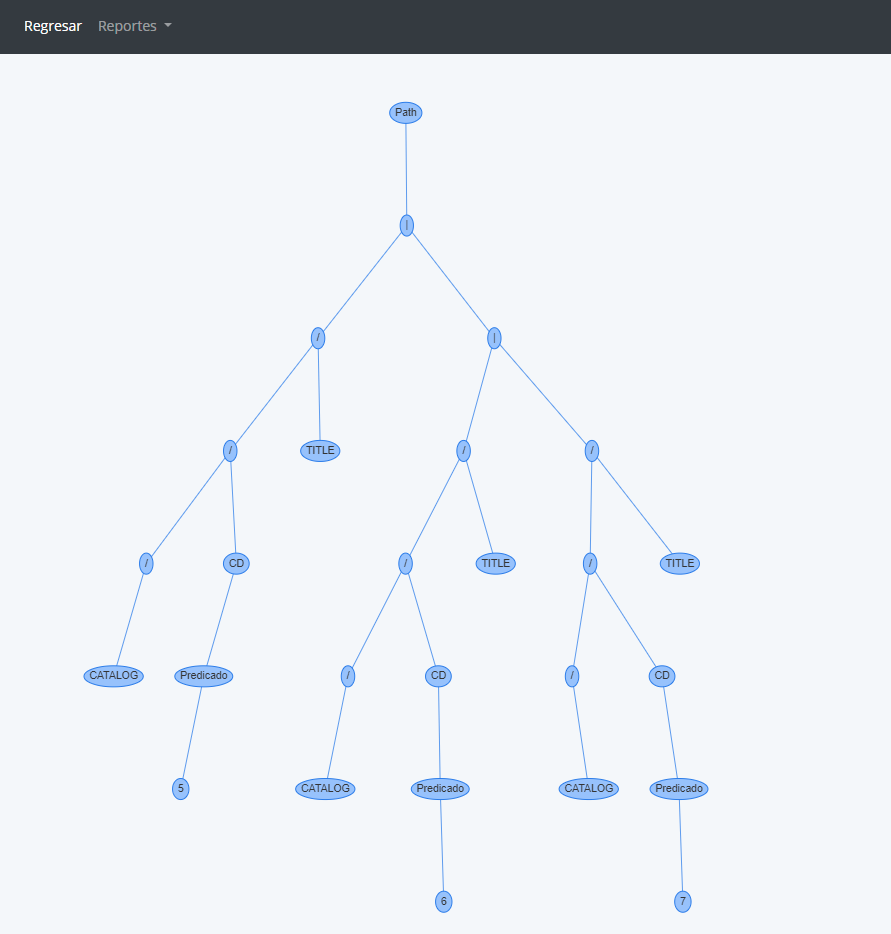 Regresar Reportes
Path
|
/ |
/ TITLE / /
/ CD / TITLE / TITLE
CATALOG Predicado / CD / CD
5 CATALOG Predicado CATALOG Predicado
6 7